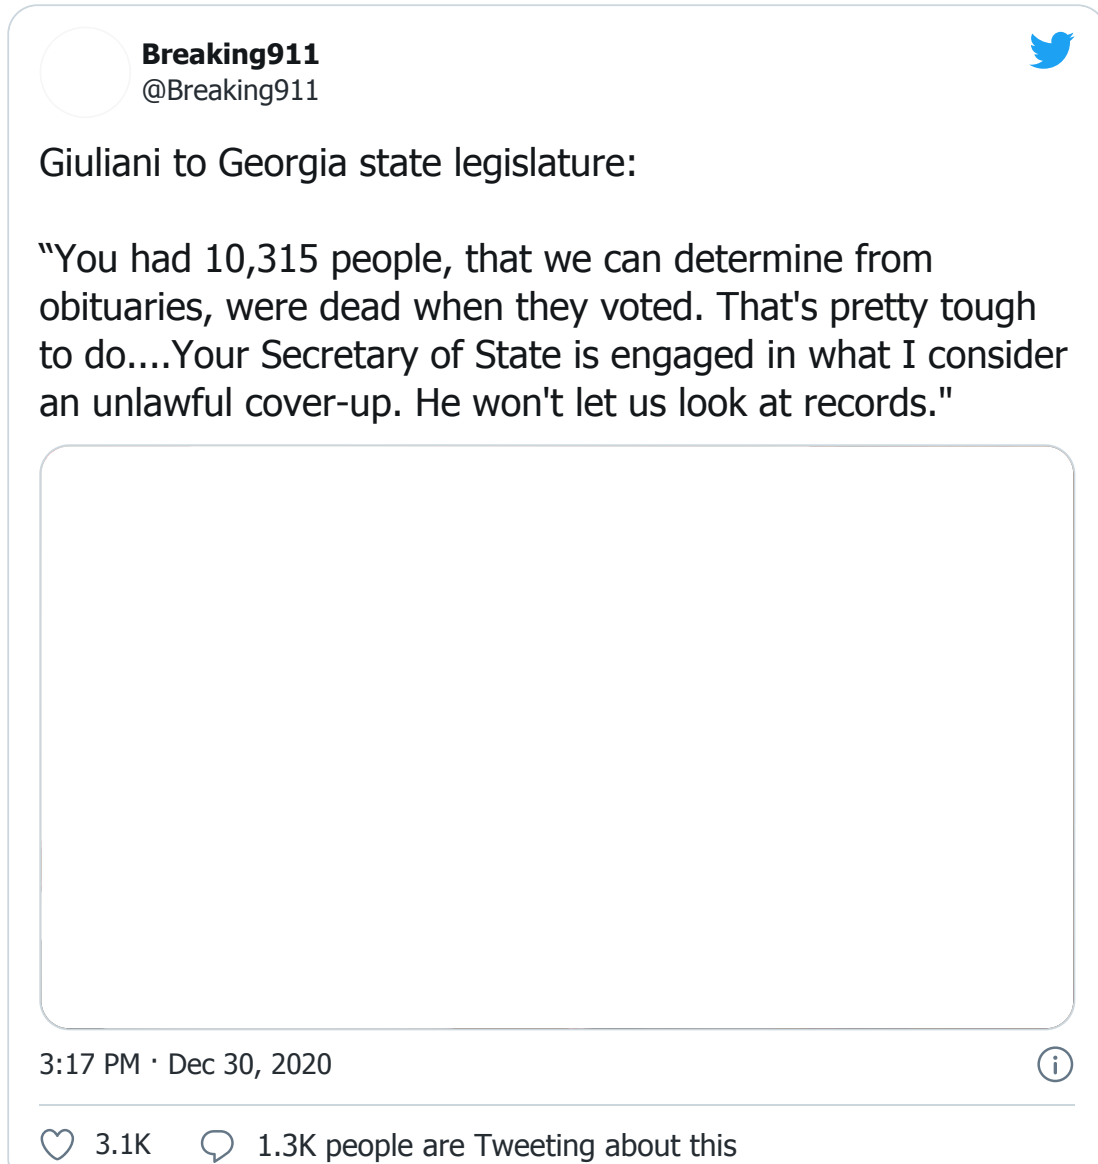 Breaking911
@Breaking911
Giuliani to Georgia state legislature:
“You had 10,315 people, that we can determine from
obituaries, were dead when they voted. That's pretty tough
to do....Your Secretary of State is engaged in what I consider
an unlawful cover-up. He won't let us look at records."
3:17 PM · Dec 30, 2020
3.1K 1.3K people are Tweeting about this